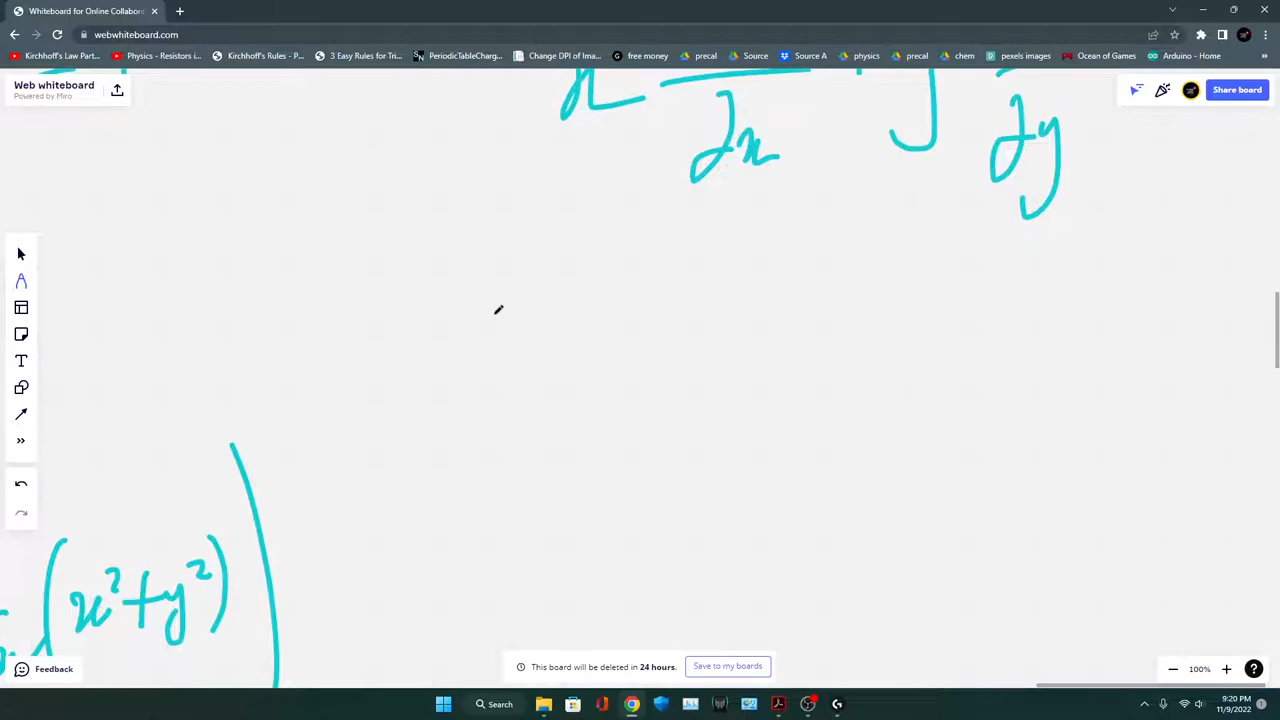 Whiteboard for Online Collabora
webwhiteboard.com
Kirchhoff's Law Part... Physics - Resistors i... Kirchhoff's Rules - P... 3 Easy Rules for Tri... PeriodicTableCharg... Change DPI of Ima... free money precal Source Source A physics precal chem pexels images Ocean of Games Arduino - Home
Web whiteboard
Powered by Miro
Share board
x ∂x + y ∂y
(x²+y²)
Feedback
This board will be deleted in 24 hours. Save to my boards
100%
Search
9:20 PM
11/9/2022